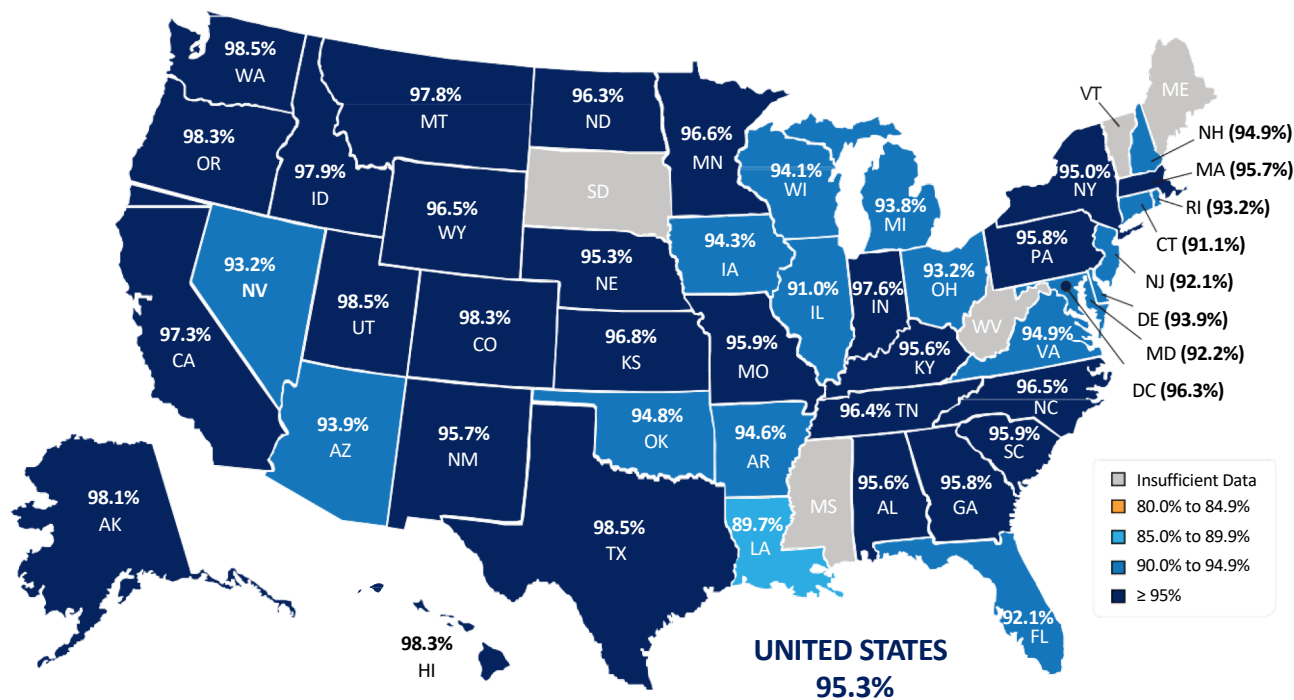 98.5%
WA
98.3%
OR
97.9%
ID
97.8%
MT
96.3%
ND
96.6%
MN
SD
96.5%
WY
95.3%
NE
94.1%
WI
93.8%
MI
94.3%
IA
93.2%
NV
98.5%
UT
98.3%
CO
96.8%
KS
95.9%
MO
91.0%
IL
97.6%
IN
93.2%
OH
95.8%
PA
95.0%
NY
VT
ME
NH (94.9%)
MA (95.7%)
RI (93.2%)
CT (91.1%)
NJ (92.1%)
DE (93.9%)
MD (92.2%)
DC (96.3%)
WV
94.9%
VA
95.6%
KY
96.5%
NC
96.4% TN
95.9%
SC
97.3%
CA
93.9%
AZ
95.7%
NM
94.8%
OK
94.6%
AR
98.5%
TX
89.7%
LA
MS
95.6%
AL
95.8%
GA
92.1%
FL
98.1%
AK
98.3%
HI
UNITED STATES
95.3%
Insufficient Data
80.0% to 84.9%
85.0% to 89.9%
90.0% to 94.9%
≥ 95%